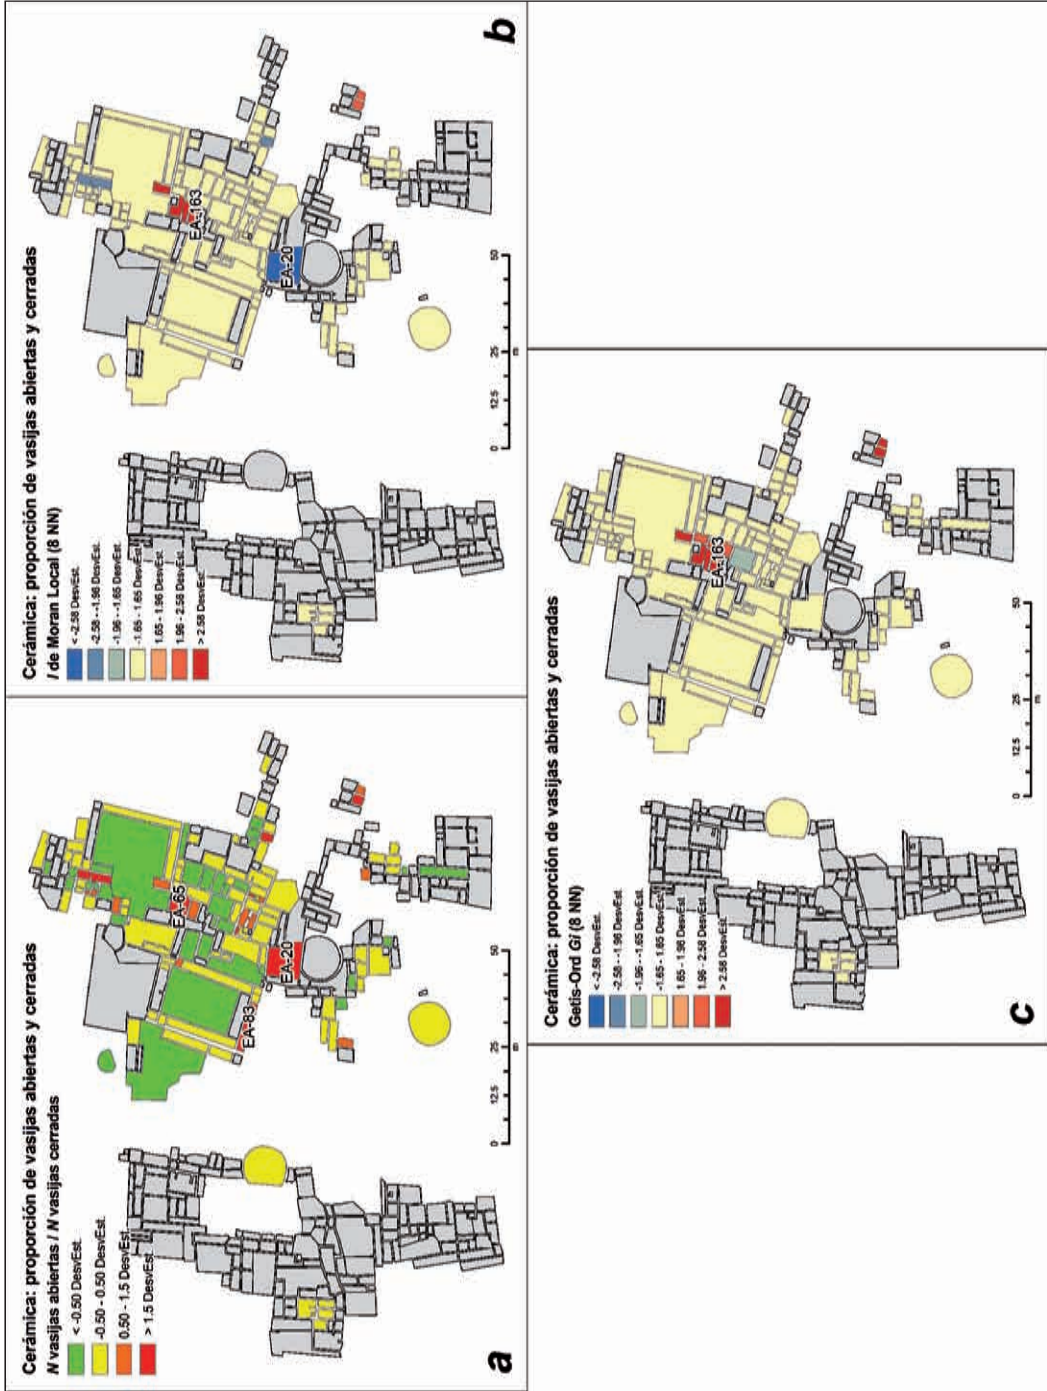 Cerámica: proporción de vasijas abiertas y cerradas
N vasijas abiertas / N vasijas cerradas
< -0.50 DesvEst.
-0.50 - 0.50 DesvEst.
0.50 - 1.5 DesvEst.
> 1.5 DesvEst.
EA-65
EA-20
EA-83
0 12.5 25 50
m
a
Cerámica: proporción de vasijas abiertas y cerradas
I de Moran Local (8 NN)
< -2.58 DesvEst.
-2.58 - -1.96 DesvEst.
-1.96 - -1.65 DesvEst.
-1.65 - 1.65 DesvEst.
1.65 - 1.96 DesvEst.
1.96 - 2.58 DesvEst.
> 2.58 DesvEst.
EA-163
EA-20
0 12.5 25 50
m
b
Cerámica: proporción de vasijas abiertas y cerradas
Getis-Ord Gi (8 NN)
< -2.58 DesvEst.
-2.58 - -1.96 DesvEst.
-1.96 - -1.65 DesvEst.
-1.65 - 1.65 DesvEst.
1.65 - 1.96 DesvEst.
1.96 - 2.58 DesvEst.
> 2.58 DesvEst.
EA-163
0 12.5 25 50
m
c